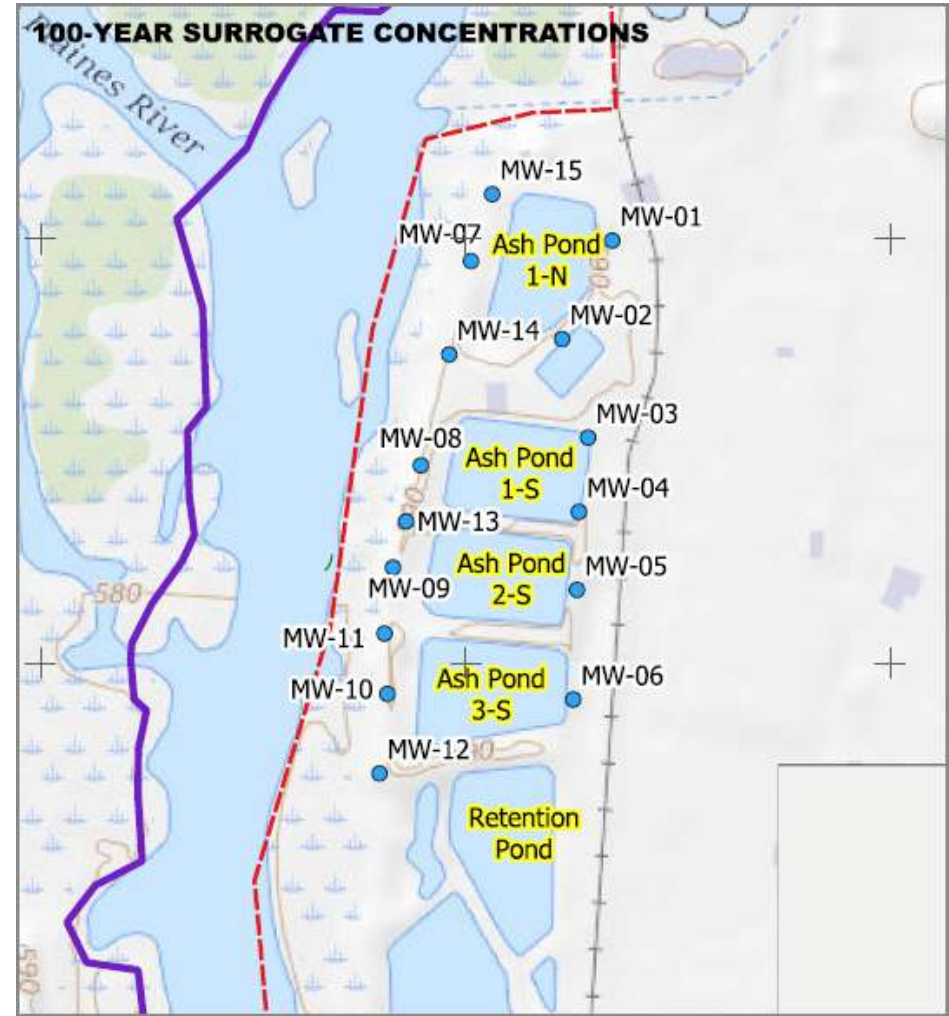 100-YEAR SURROGATE CONCENTRATIONS
Plaines River
MW-15
MW-01
MW-07
Ash Pond
1-N
MW-02
MW-14
MW-03
MW-08
Ash Pond
1-S
MW-04
MW-13
Ash Pond
2-S
MW-05
MW-09
580
MW-11
MW-10
Ash Pond
3-S
MW-06
MW-12
Retention
Pond
590